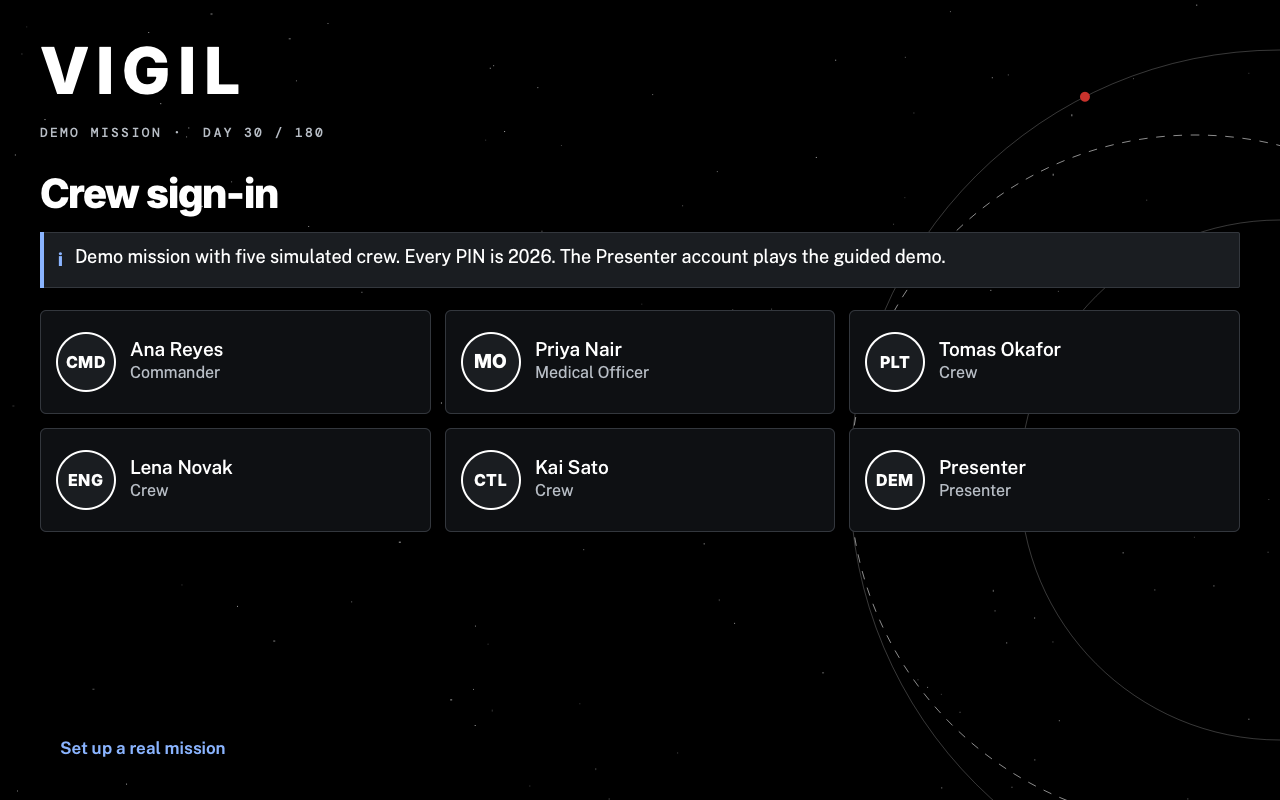 VIGIL
DEMO MISSION · DAY 30 / 180
Crew sign-in
i Demo mission with five simulated crew. Every PIN is 2026. The Presenter account plays the guided demo.
CMD
Ana Reyes
Commander
MO
Priya Nair
Medical Officer
PLT
Tomas Okafor
Crew
ENG
Lena Novak
Crew
CTL
Kai Sato
Crew
DEM
Presenter
Presenter
Set up a real mission